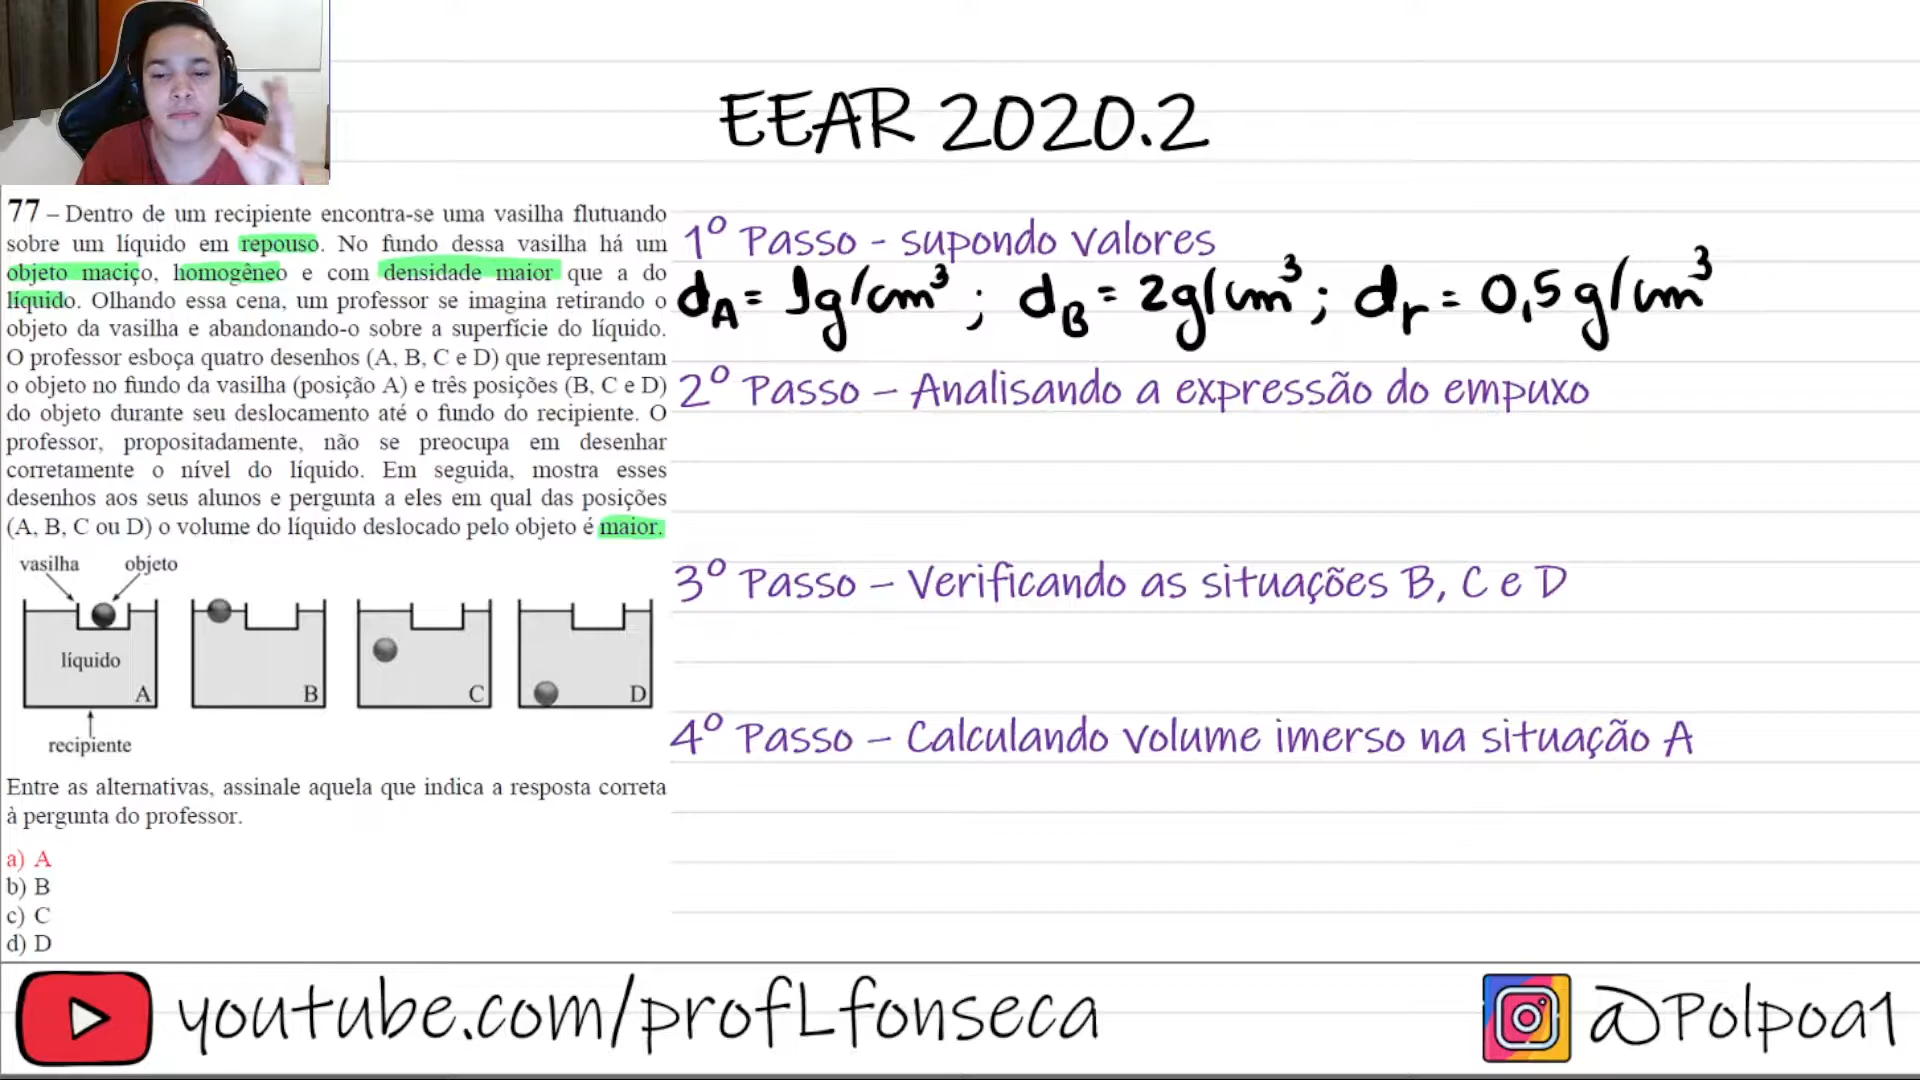 EEAR 2020.2
77 – Dentro de um recipiente encontra-se uma vasilha flutuando
sobre um líquido em repouso. No fundo dessa vasilha há um
objeto maciço, homogêneo e com densidade maior que a do
líquido. Olhando essa cena, um professor se imagina retirando o
objeto da vasilha e abandonando-o sobre a superfície do líquido.
O professor esboça quatro desenhos (A, B, C e D) que representam
o objeto no fundo da vasilha (posição A) e três posições (B, C e D)
do objeto durante seu deslocamento até o fundo do recipiente. O
professor, propositadamente, não se preocupa em desenhar
corretamente o nível do líquido. Em seguida, mostra esses
desenhos aos seus alunos e pergunta a eles em qual das posições
(A, B, C ou D) o volume do líquido deslocado pelo objeto é maior.
vasilha objeto
líquido
A B C D
recipiente
Entre as alternativas, assinale aquela que indica a resposta correta
à pergunta do professor.
a) A
b) B
c) C
d) D
1º Passo - supondo valores
dA = 1g/cm³ ; dB = 2g/cm³ ; dr = 0,5 g/cm³
2º Passo – Analisando a expressão do empuxo
3º Passo – Verificando as situações B, C e D
4º Passo – Calculando volume imerso na situação A
youtube.com/profLfonseca
@Polpoa1